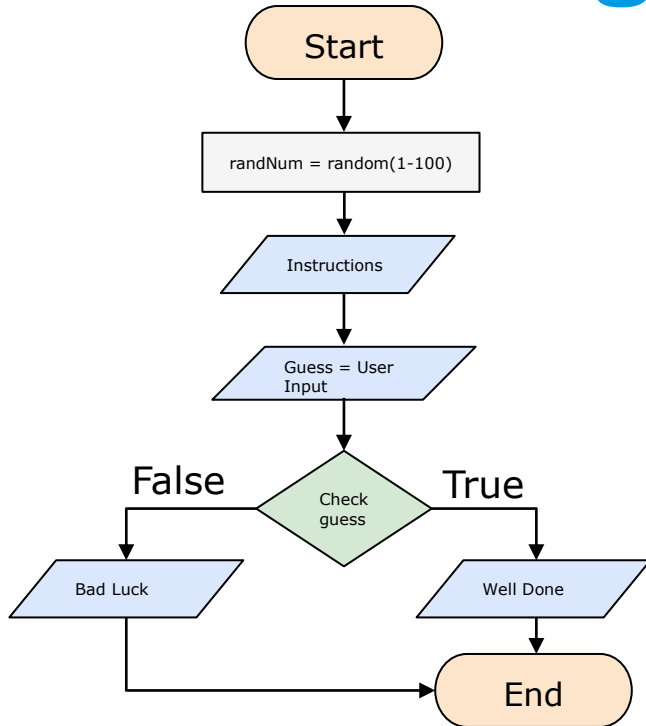 Start
randNum = random(1-100)
Instructions
Guess = User
Input
False
True
Check
guess
Bad Luck
Well Done
End